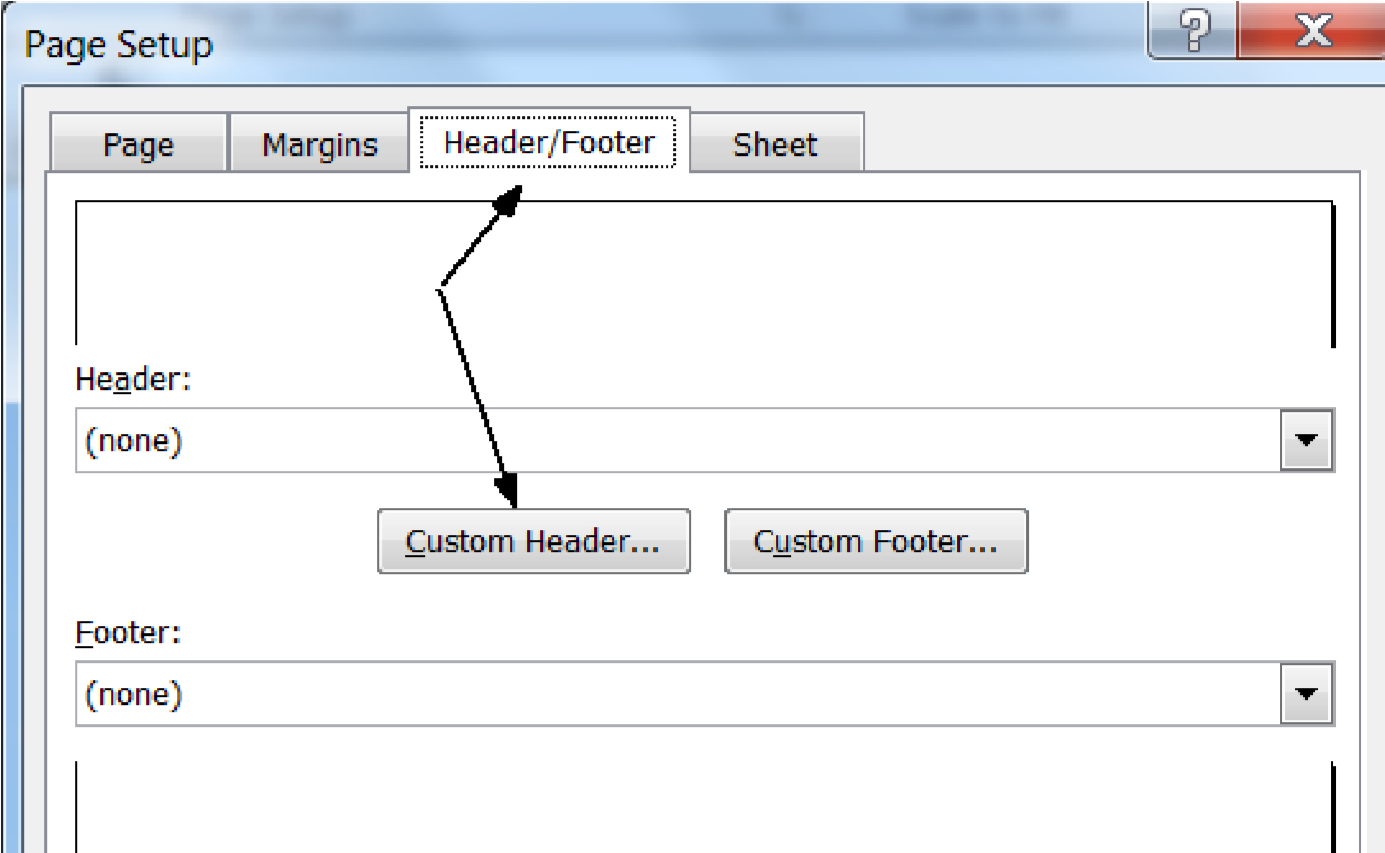 Page Setup
Page Margins Header/Footer Sheet
Header:
(none)
Custom Header... Custom Footer...
Footer:
(none)